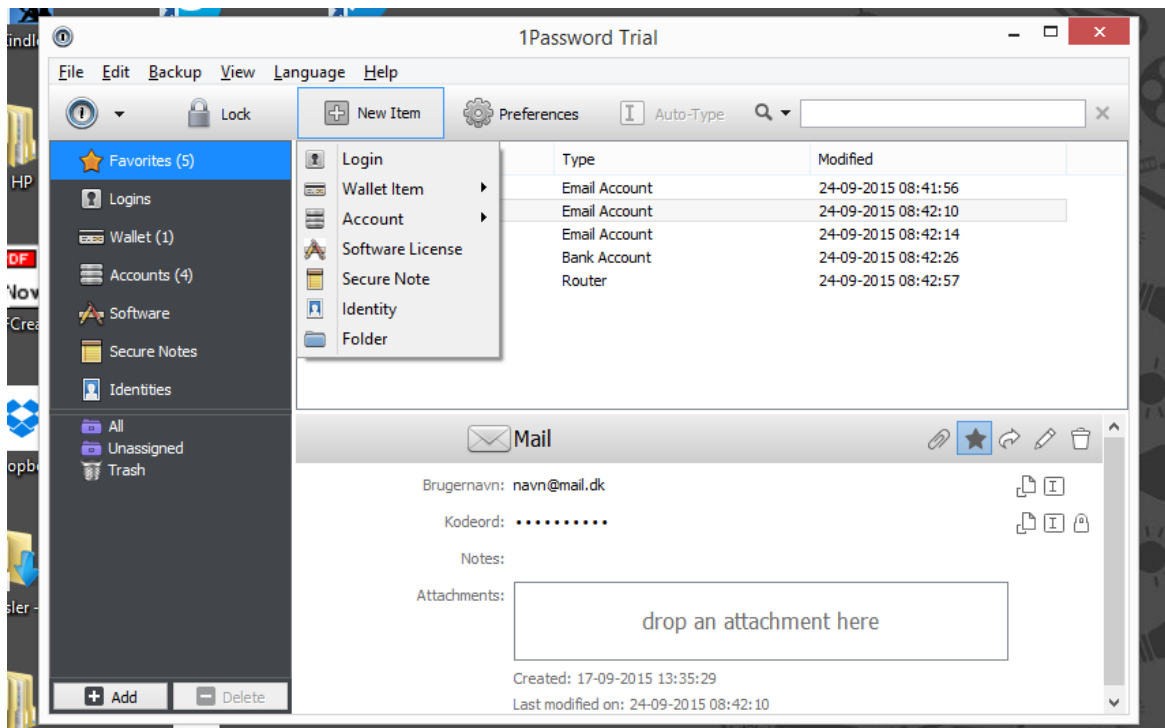 1Password Trial
File Edit Backup View Language Help
Lock New Item Preferences Auto-Type
Favorites (5)
Logins
Wallet (1)
Accounts (4)
Software
Secure Notes
Identities
All
Unassigned
Trash
Add Delete
Login
Wallet Item
Account
Software License
Secure Note
Identity
Folder
Type Modified
Email Account 24-09-2015 08:41:56
Email Account 24-09-2015 08:42:10
Email Account 24-09-2015 08:42:14
Bank Account 24-09-2015 08:42:26
Router 24-09-2015 08:42:57
Mail
Brugernavn: navn@mail.dk
Kodeord: ••••••••••
Notes:
Attachments:
drop an attachment here
Created: 17-09-2015 13:35:29
Last modified on: 24-09-2015 08:42:10
HP